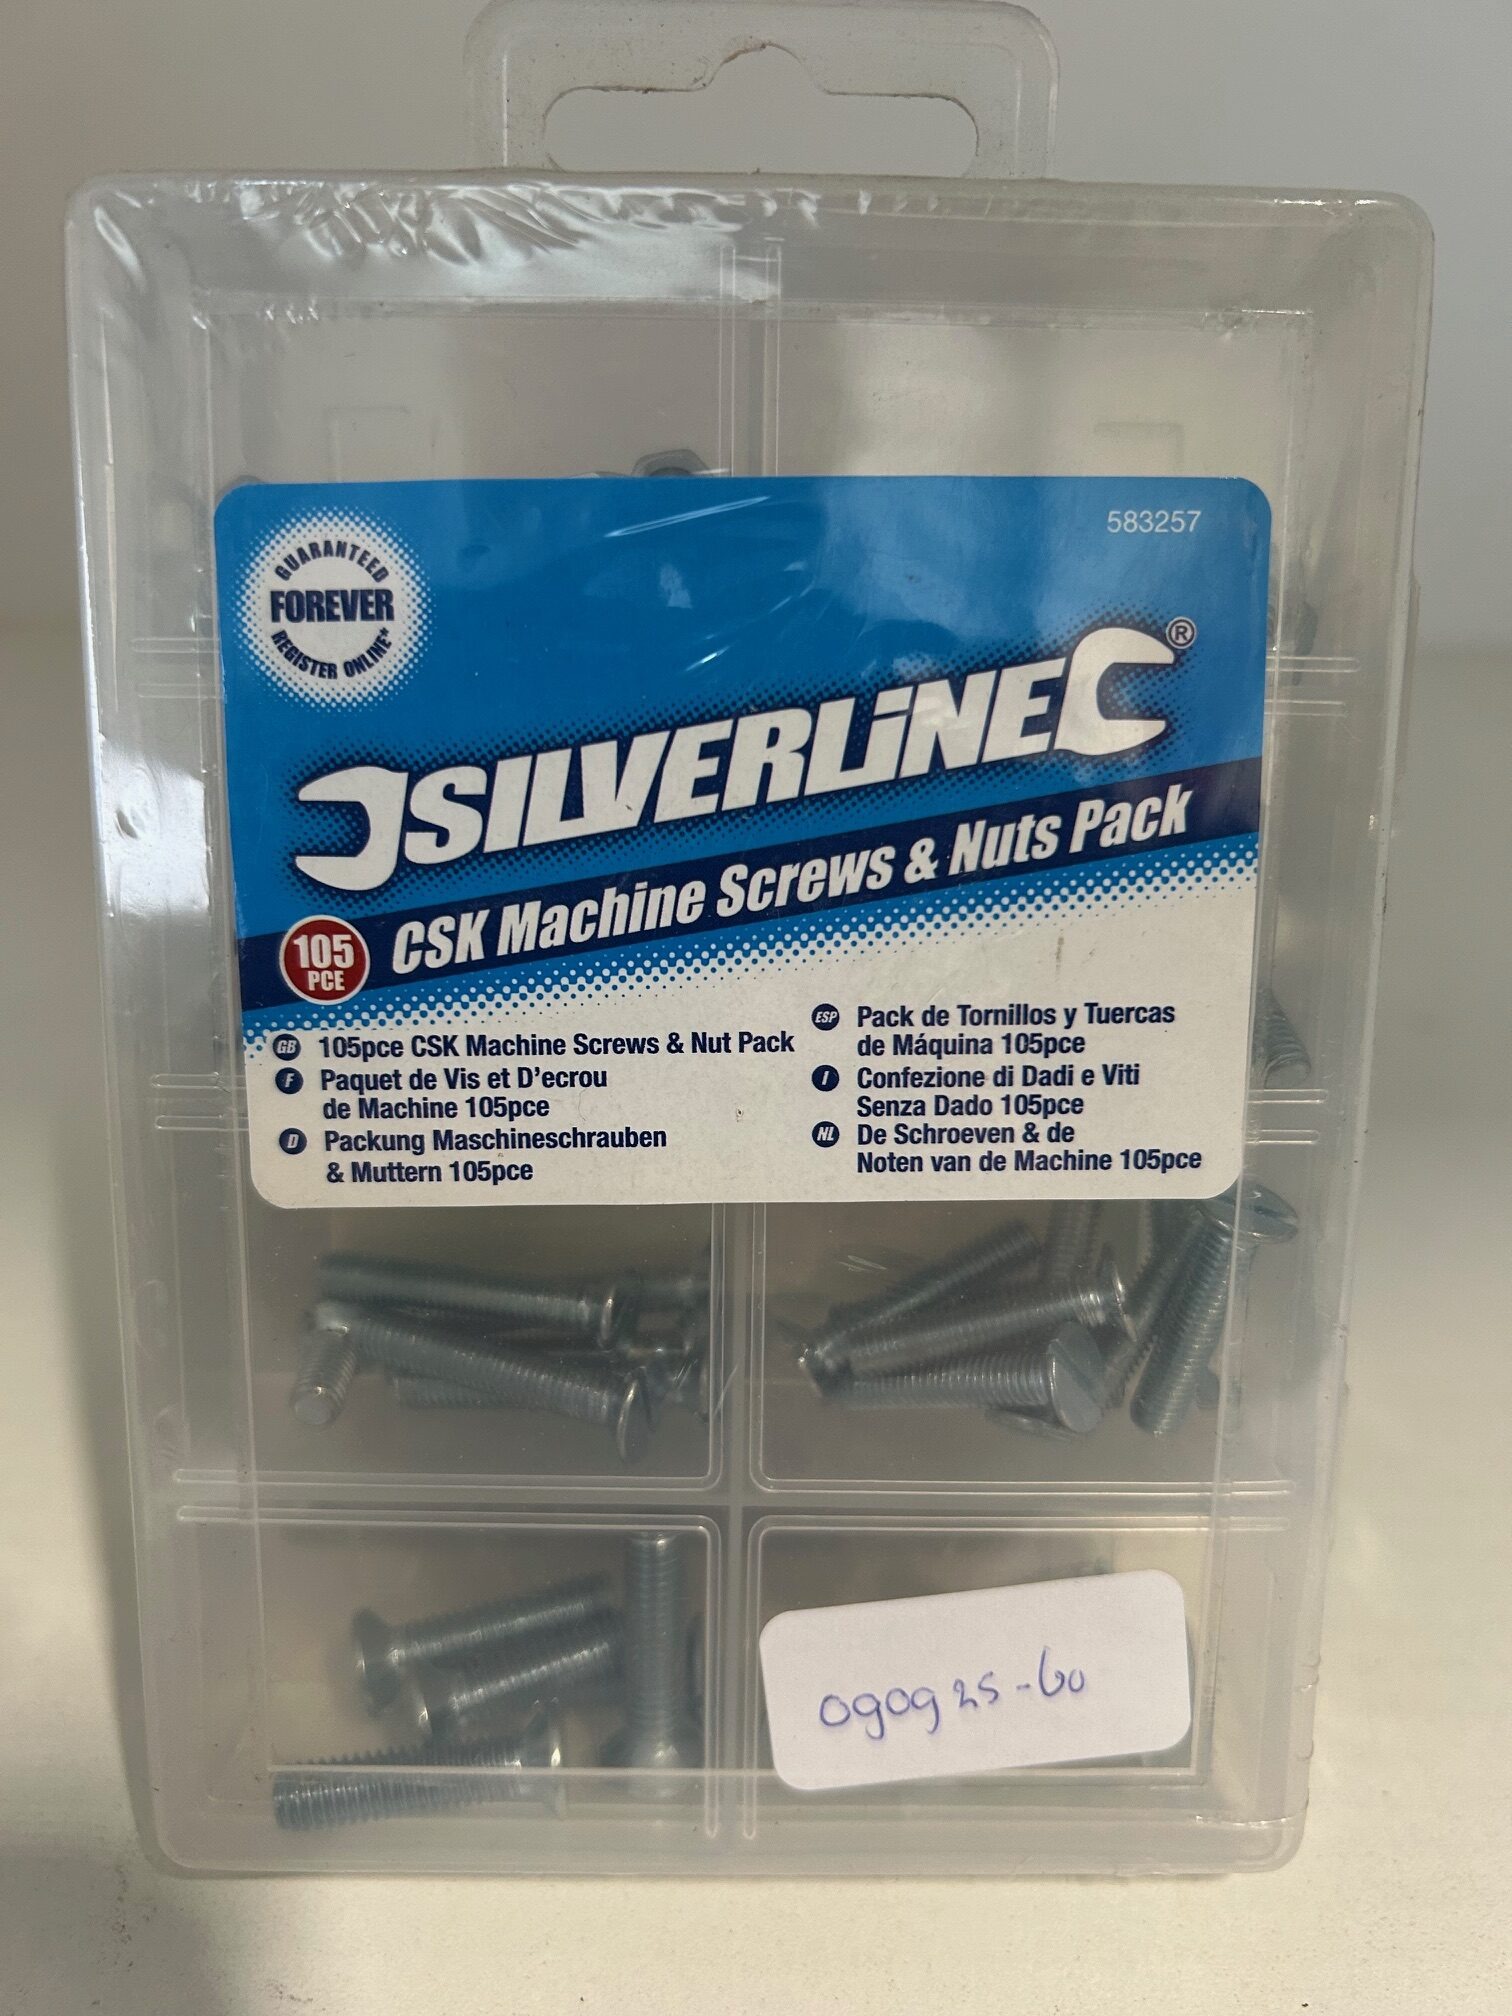 583257
GUARANTEED
FOREVER
REGISTER ONLINE*
SILVERLINE®
105
PCE
CSK Machine Screws & Nuts Pack
GB 105pce CSK Machine Screws & Nut Pack
F Paquet de Vis et D'ecrou
de Machine 105pce
D Packung Maschineschrauben
& Muttern 105pce
ESP Pack de Tornillos y Tuercas
de Máquina 105pce
I Confezione di Dadi e Viti
Senza Dado 105pce
NL De Schroeven & de
Noten van de Machine 105pce
090925-60